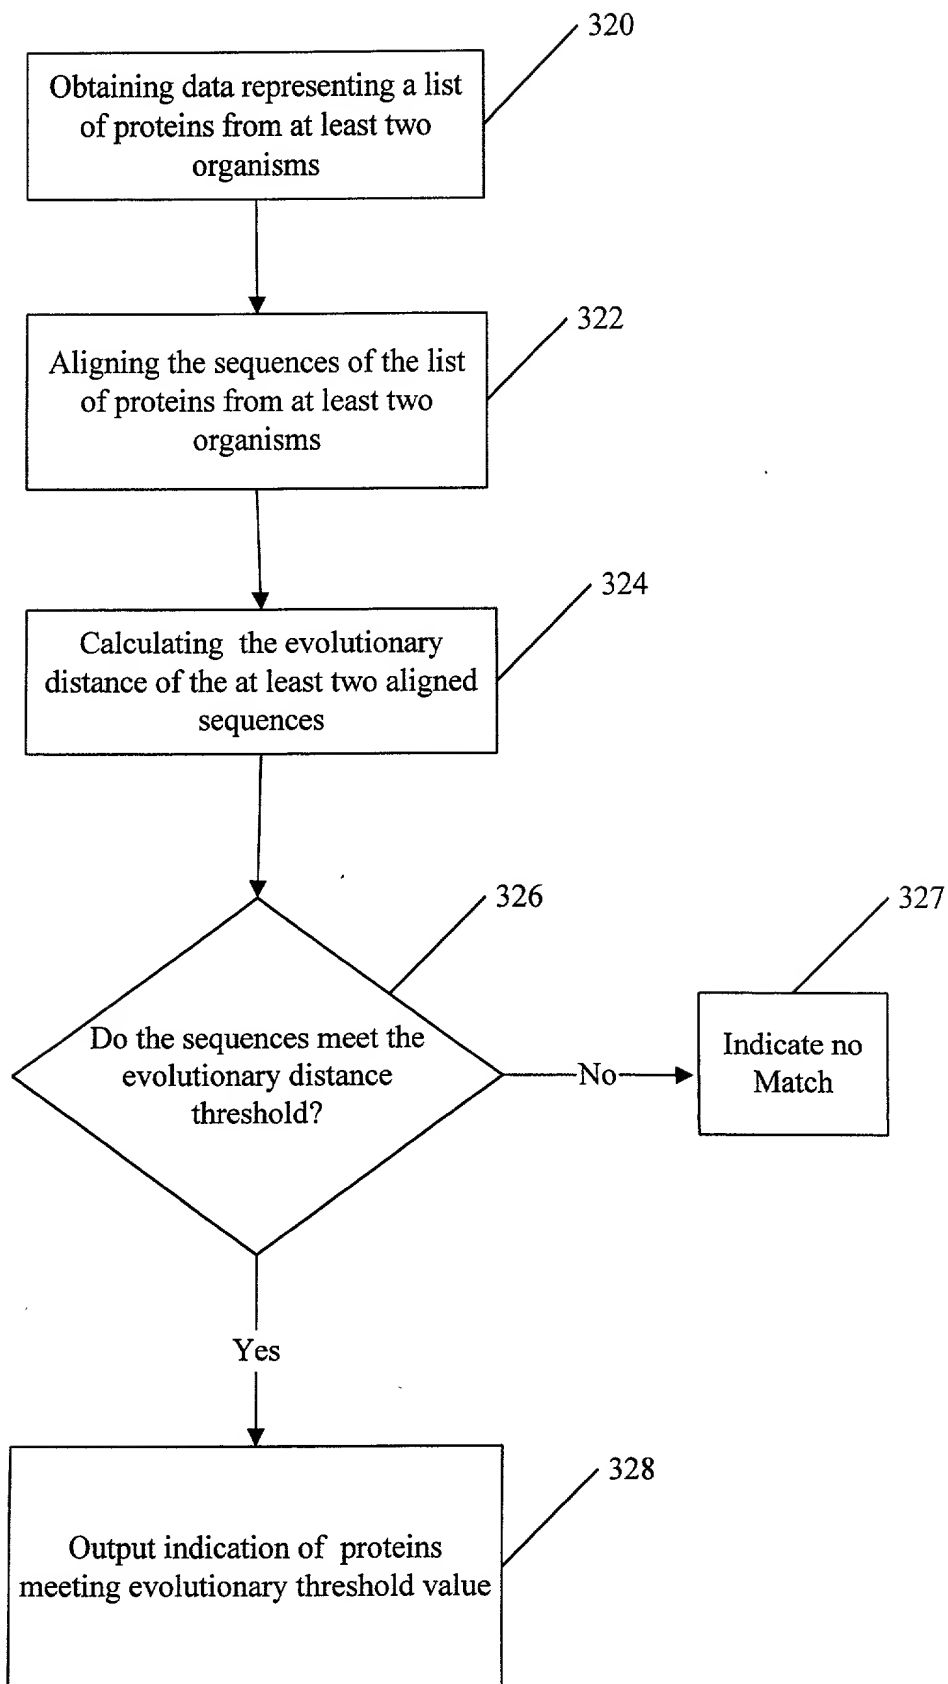 320
Obtaining data representing a list
of proteins from at least two
organisms
322
Aligning the sequences of the list
of proteins from at least two
organisms
324
Calculating the evolutionary
distance of the at least two aligned
sequences
326
327
Do the sequences meet the
evolutionary distance
threshold?
No
Indicate no
Match
Yes
328
Output indication of proteins
meeting evolutionary threshold value